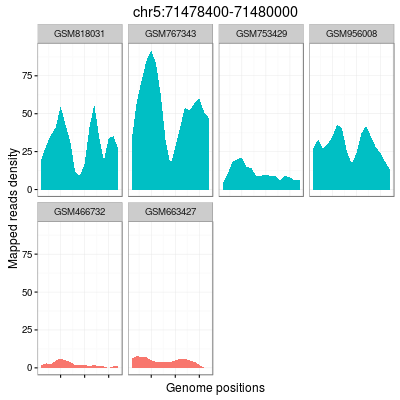 chr5:71478400-71480000
GSM818031 GSM767343 GSM753429 GSM956008
75
50
25
0
GSM466732 GSM663427
75
50
25
0
Mapped reads density
Genome positions